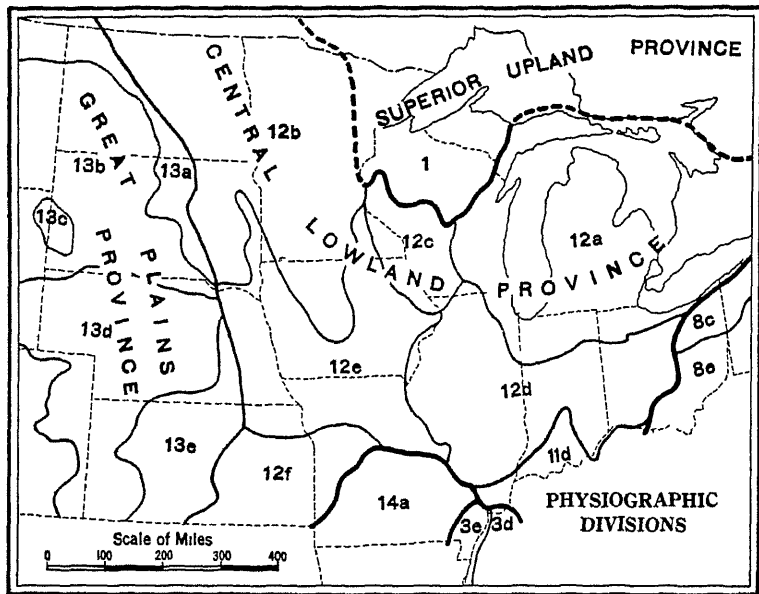 SUPERIOR UPLAND PROVINCE
GREAT PLAINS PROVINCE
CENTRAL LOWLAND PROVINCE
12b
13b
13a
1
13c
12c
12a
13d
8c
12e
12d
8e
13e
12f
11d
14a
3e
3d
PHYSIOGRAPHIC
DIVISIONS
Scale of Miles
0 100 200 300 400